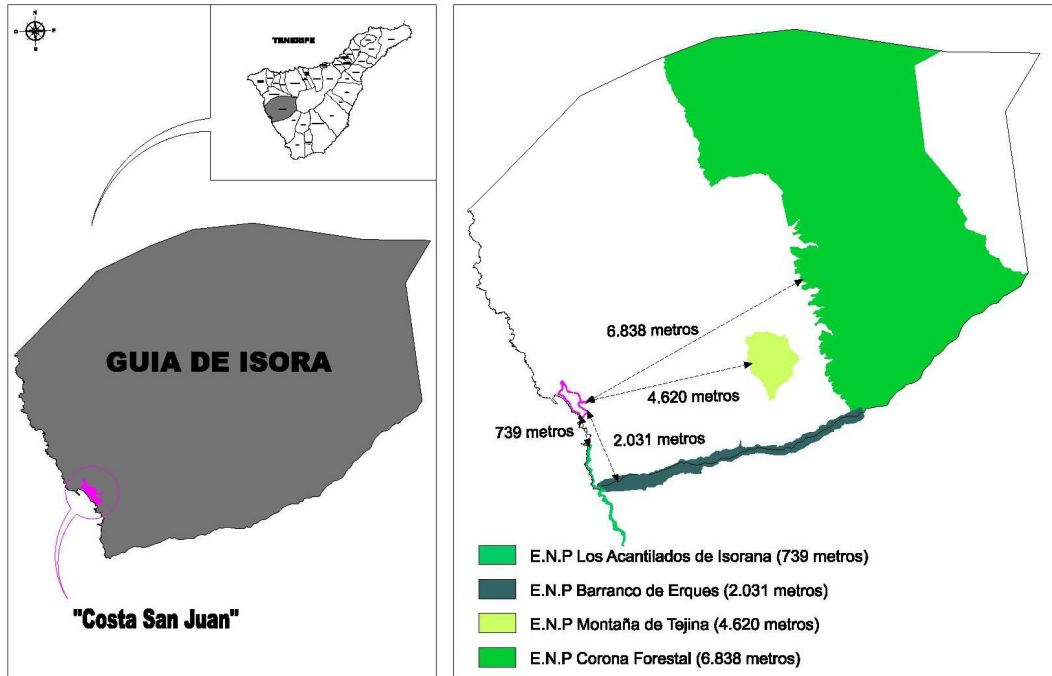 N
O
E
S
TENERIFE
GUIA DE ISORA
"Costa San Juan"
6.838 metros
4.620 metros
739 metros
2.031 metros
E.N.P Los Acantilados de Isorana (739 metros)
E.N.P Barranco de Erques (2.031 metros)
E.N.P Montaña de Tejina (4.620 metros)
E.N.P Corona Forestal (6.838 metros)